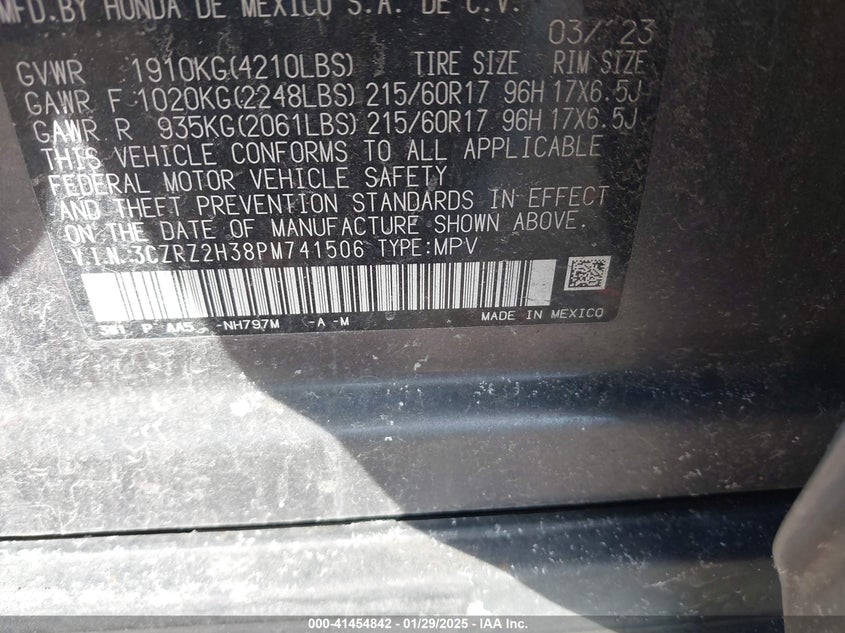 MFD.BY HONDA DE MEXICO S.A. DE C.V.
03/ 23
GVWR 1910KG(4210LBS) TIRE SIZE RIM SIZE
GAWR F 1020KG(2248LBS) 215/60R17 96H 17X6.5J
GAWR R 935KG(2061LBS) 215/60R17 96H 17X6.5J
THIS VEHICLE CONFORMS TO ALL APPLICABLE
FEDERAL MOTOR VEHICLE SAFETY
AND THEFT PREVENTION STANDARDS IN EFFECT
ON THE DATE OF MANUFACTURE SHOWN ABOVE.
V.I.N.:3CZRZ2H38PM741506 TYPE:MPV
P AA5 -NH797M -A -M MADE IN MEXICO
000-41454842 - 01/29/2025 - IAA Inc.